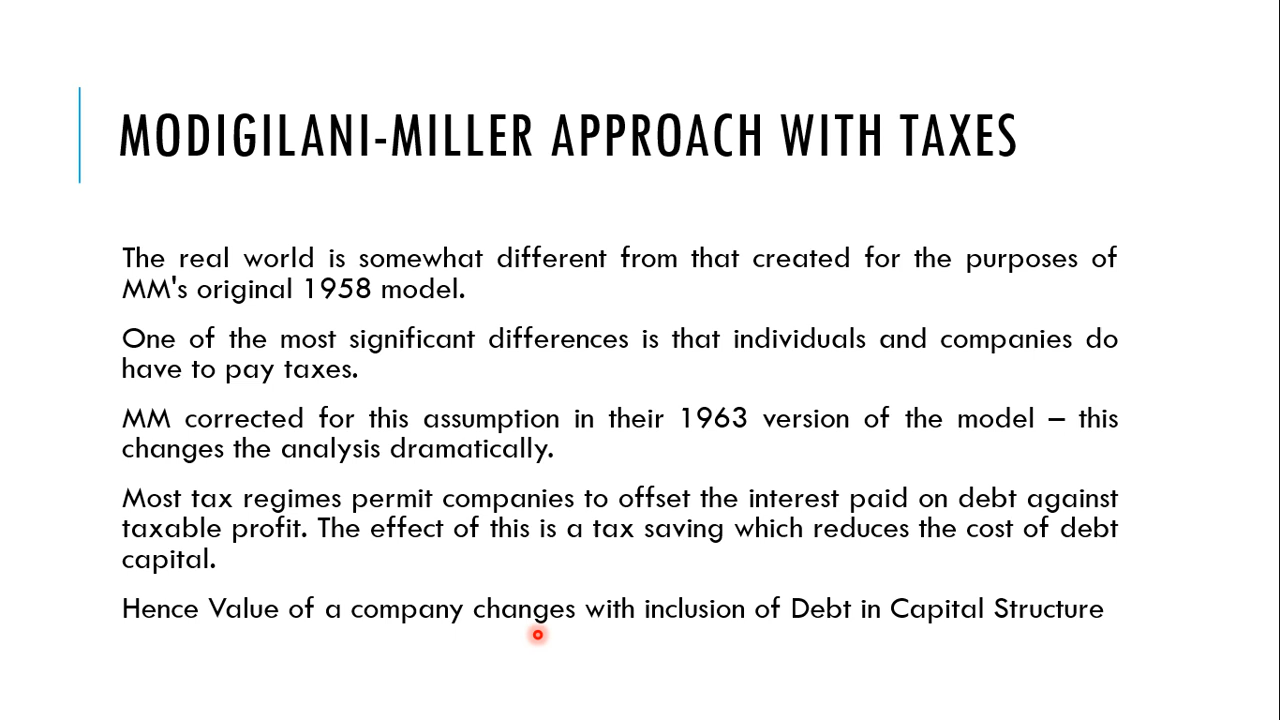 MODIGILANI-MILLER APPROACH WITH TAXES
The real world is somewhat different from that created for the purposes of
MM's original 1958 model.
One of the most significant differences is that individuals and companies do
have to pay taxes.
MM corrected for this assumption in their 1963 version of the model – this
changes the analysis dramatically.
Most tax regimes permit companies to offset the interest paid on debt against
taxable profit. The effect of this is a tax saving which reduces the cost of debt
capital.
Hence Value of a company changes with inclusion of Debt in Capital Structure